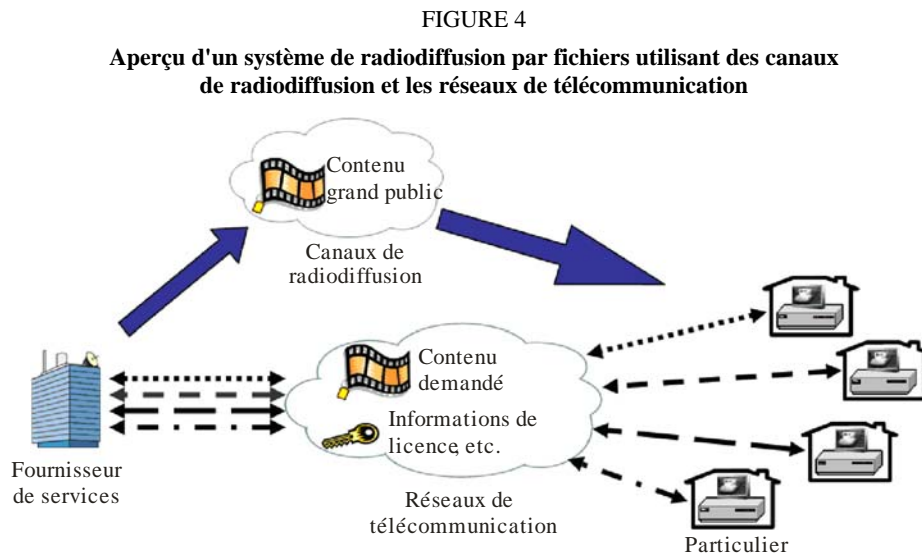 FIGURE 4
Aperçu d'un système de radiodiffusion par fichiers utilisant des canaux
de radiodiffusion et les réseaux de télécommunication
Contenu
grand public
Canaux de
radiodiffusion
Contenu
demandé
Informations de
licence, etc.
Fournisseur
de services
Réseaux de
télécommunication
Particulier